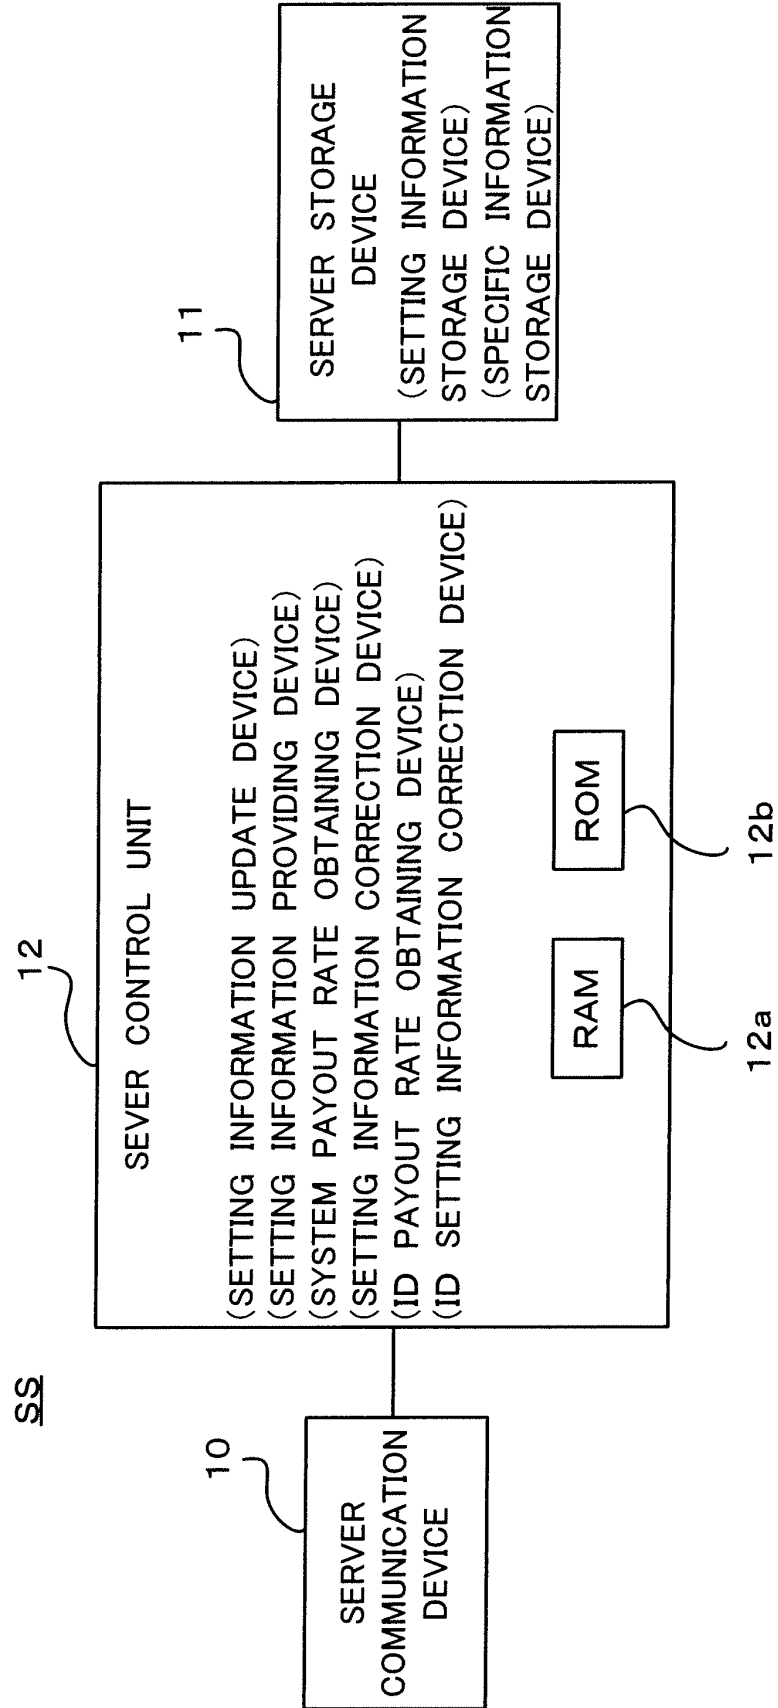 SS
10
SERVER
COMMUNICATION
DEVICE
12
SEVER CONTROL UNIT
(SETTING INFORMATION UPDATE DEVICE)
(SETTING INFORMATION PROVIDING DEVICE)
(SYSTEM PAYOUT RATE OBTAINING DEVICE)
(SETTING INFORMATION CORRECTION DEVICE)
(ID PAYOUT RATE OBTAINING DEVICE)
(ID SETTING INFORMATION CORRECTION DEVICE)
RAM
ROM
12a
12b
11
SERVER STORAGE
DEVICE
(SETTING INFORMATION
STORAGE DEVICE)
(SPECIFIC INFORMATION
STORAGE DEVICE)